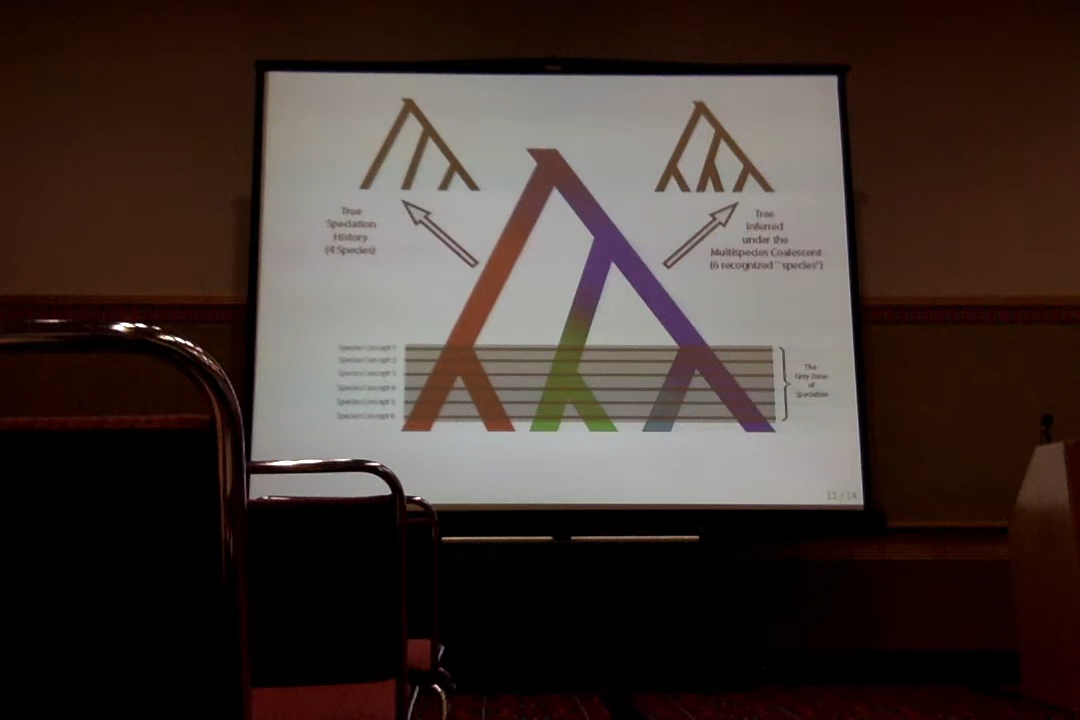 True
Speciation
History
(4 Species)
Tree
Inferred
under the
Multispecies Coalescent
(6 recognized "species")
Species Concept 1
Species Concept 2
Species Concept 3
Species Concept 4
Species Concept 5
Species Concept 6
The
Grey Zone
of
Speciation